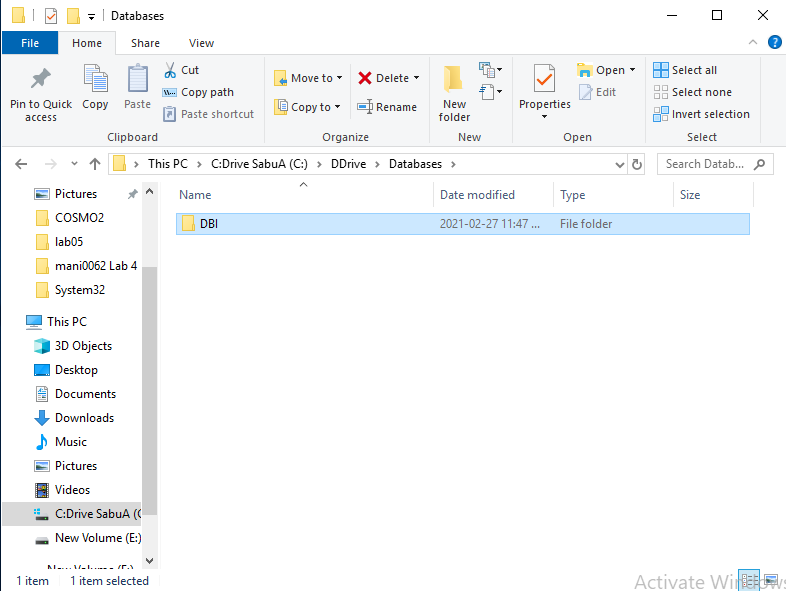 Databases
File Home Share View
Pin to Quick access
Copy
Paste
Cut
Copy path
Paste shortcut
Clipboard
Move to
Copy to
Delete
Rename
Organize
New folder
New
Properties
Open
Edit
Open
Select all
Select none
Invert selection
Select
This PC > C:Drive SabuA (C:) > DDrive > Databases >
Search Datab...
Pictures
COSMO2
lab05
mani0062 Lab 4
System32
This PC
3D Objects
Desktop
Documents
Downloads
Music
Pictures
Videos
C:Drive SabuA (C
New Volume (E:)
Name Date modified Type Size
DBI 2021-02-27 11:47 ... File folder
1 item 1 item selected
Activate Windows